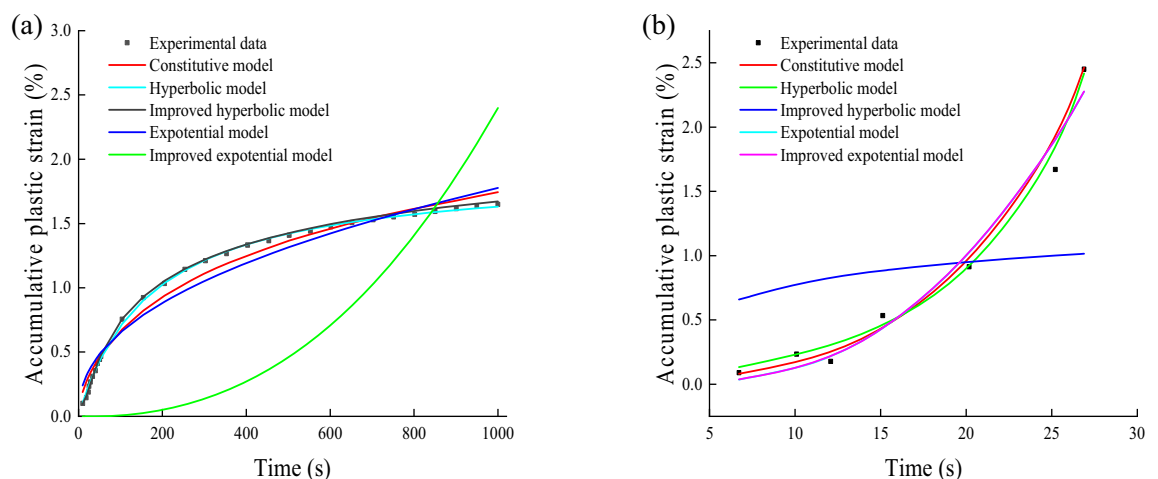 (a)
3.0
2.5
2.0
1.5
1.0
0.5
0.0
Accumulative plastic strain (%)
Experimental data
Constitutive model
Hyperbolic model
Improved hyperbolic model
Expotential model
Improved expotential model
0 200 400 600 800 1000
Time (s)
(b)
2.5
2.0
1.5
1.0
0.5
0.0
Accumulative plastic strain (%)
Experimental data
Constitutive model
Hyperbolic model
Improved hyperbolic model
Expotential model
Improved expotential model
5 10 15 20 25 30
Time (s)